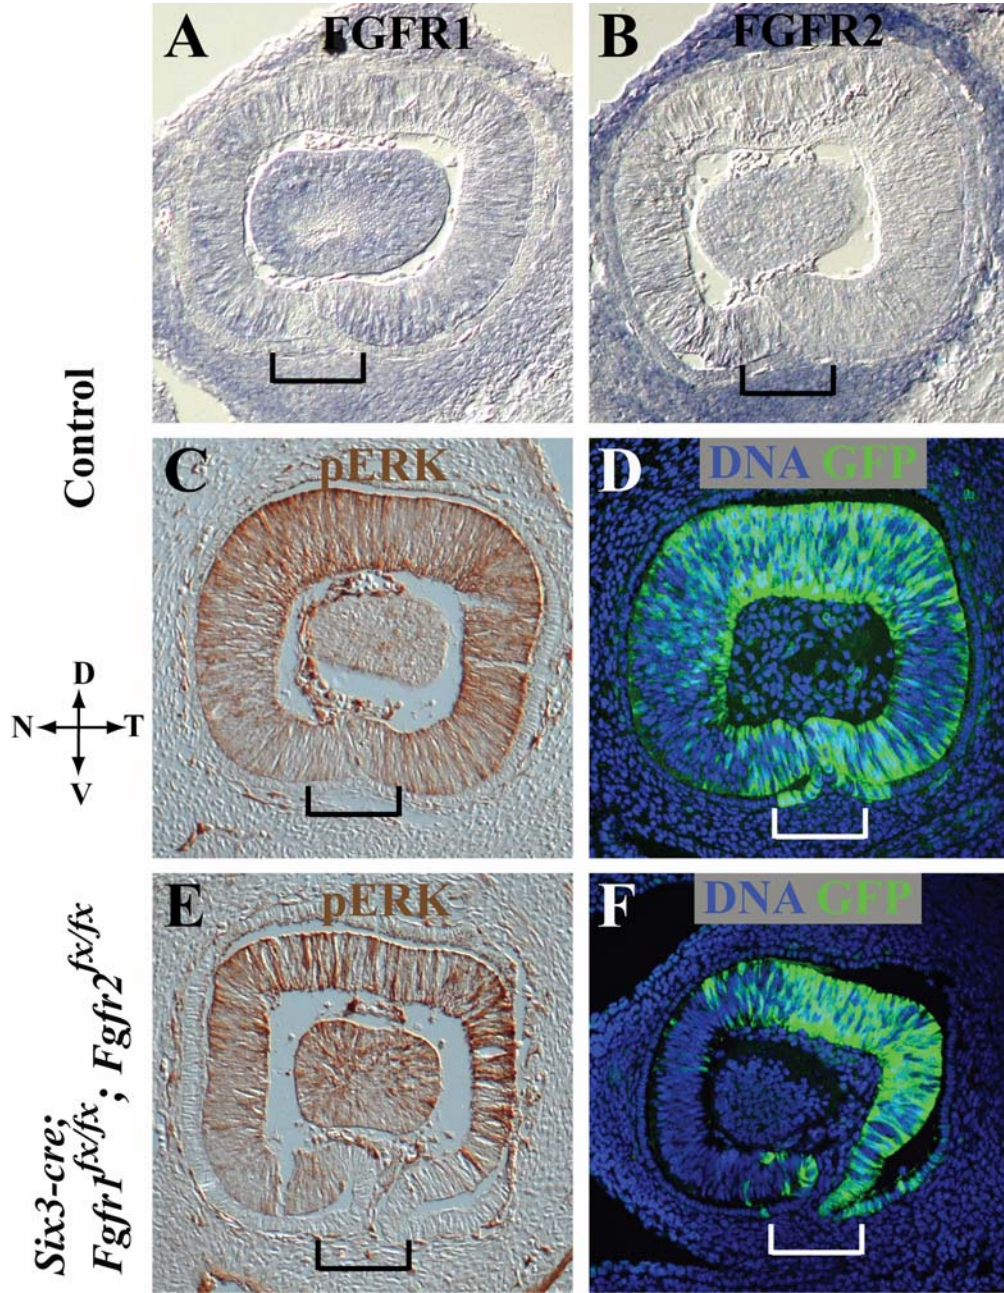 A FGFR1
B FGFR2
Control
C pERK
D DNA GFP
D
N T
V
Six3-cre;
Fgfr1fx/fx; Fgfr2fx/fx
E pERK
F DNA GFP